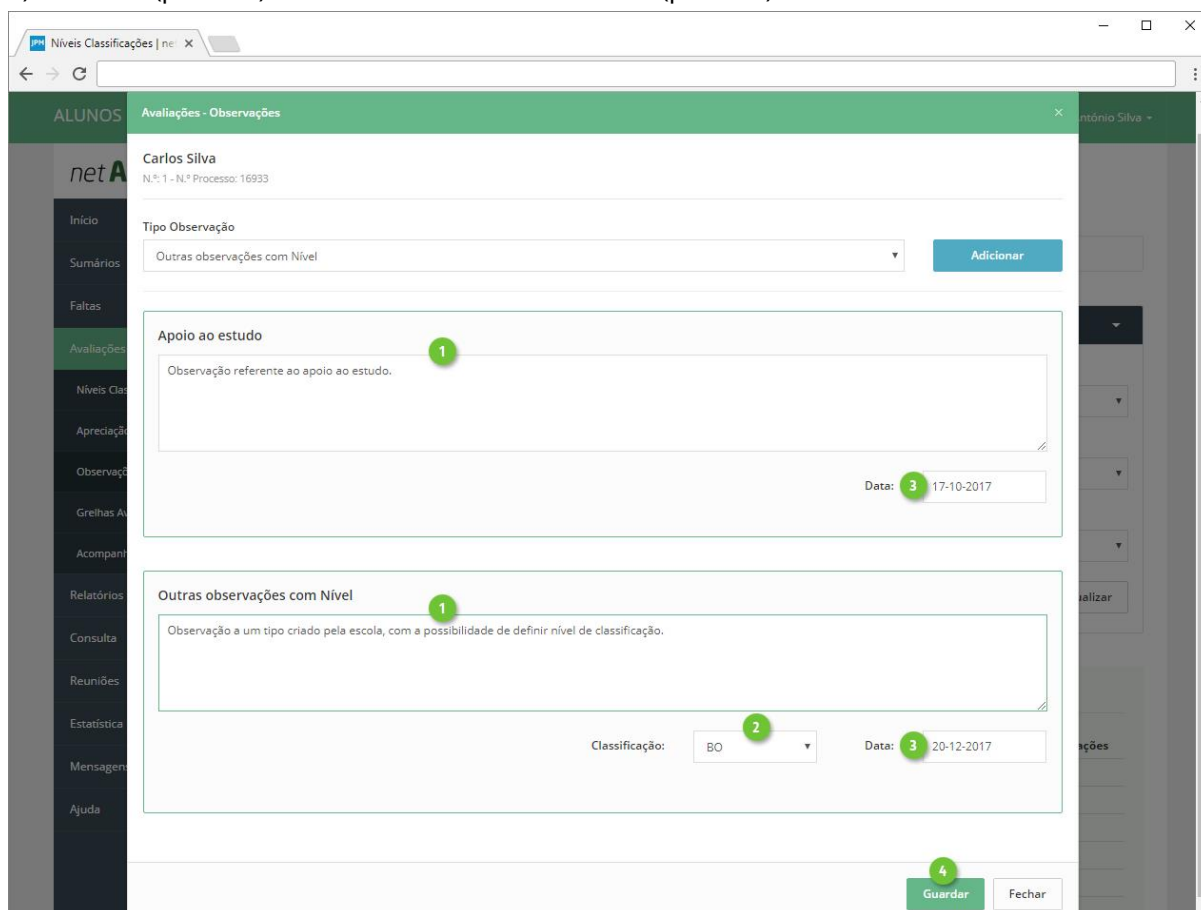 JPM Níveis Classificações | ne
ALUNOS
Avaliações - Observações
×
António Silva
net A
Carlos Silva
N.º: 1 - N.º Processo: 16933
Início
Sumários
Faltas
Avaliações
Níveis Clas
Apreciaçã
Observaçõ
Grelhas Av
Acompanh
Relatórios
Consulta
Reuniões
Estatística
Mensagens
Ajuda
Tipo Observação
Outras observações com Nível
Adicionar
Apoio ao estudo
1
Observação referente ao apoio ao estudo.
Data: 3 17-10-2017
Outras observações com Nível
1
Observação a um tipo criado pela escola, com a possibilidade de definir nível de classificação.
2
Classificação: BO Data: 3 20-12-2017
ualizar
ações
4
Guardar Fechar